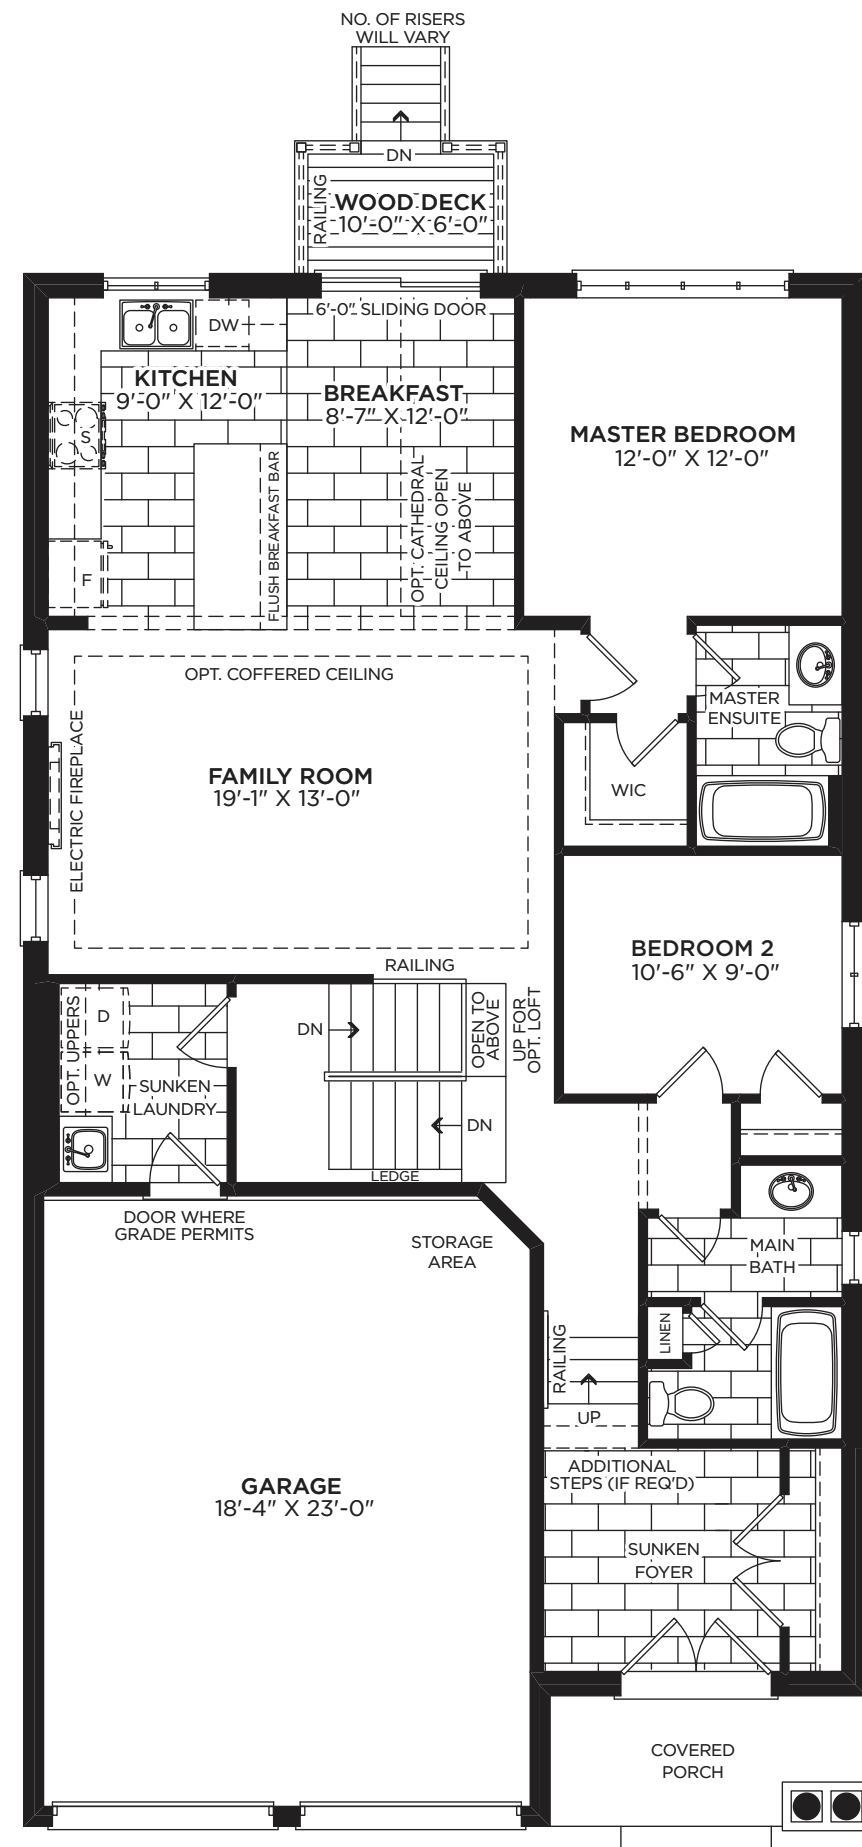 NO. OF RISERS
WILL VARY
DN
RAILING
WOOD DECK
10'-0" X 6'-0"
6'-0" SLIDING DOOR
DW
KITCHEN
9'-0" X 12'-0"
BREAKFAST
8'-7" X 12'-0"
S
F
FLUSH BREAKFAST BAR
OPT. CATHEDRAL
CEILING OPEN
TO ABOVE
MASTER BEDROOM
12'-0" X 12'-0"
OPT. COFFERED CEILING
MASTER
ENSUITE
ELECTRIC FIREPLACE
FAMILY ROOM
19'-1" X 13'-0"
WIC
BEDROOM 2
10'-6" X 9'-0"
RAILING
OPT. UPPERS
D
W
SUNKEN
LAUNDRY
DN
OPEN TO
ABOVE
UP FOR
OPT. LOFT
DN
LEDGE
DOOR WHERE
GRADE PERMITS
STORAGE
AREA
MAIN
BATH
LINEN
RAILING
UP
ADDITIONAL
STEPS (IF REQ'D)
GARAGE
18'-4" X 23'-0"
SUNKEN
FOYER
COVERED
PORCH